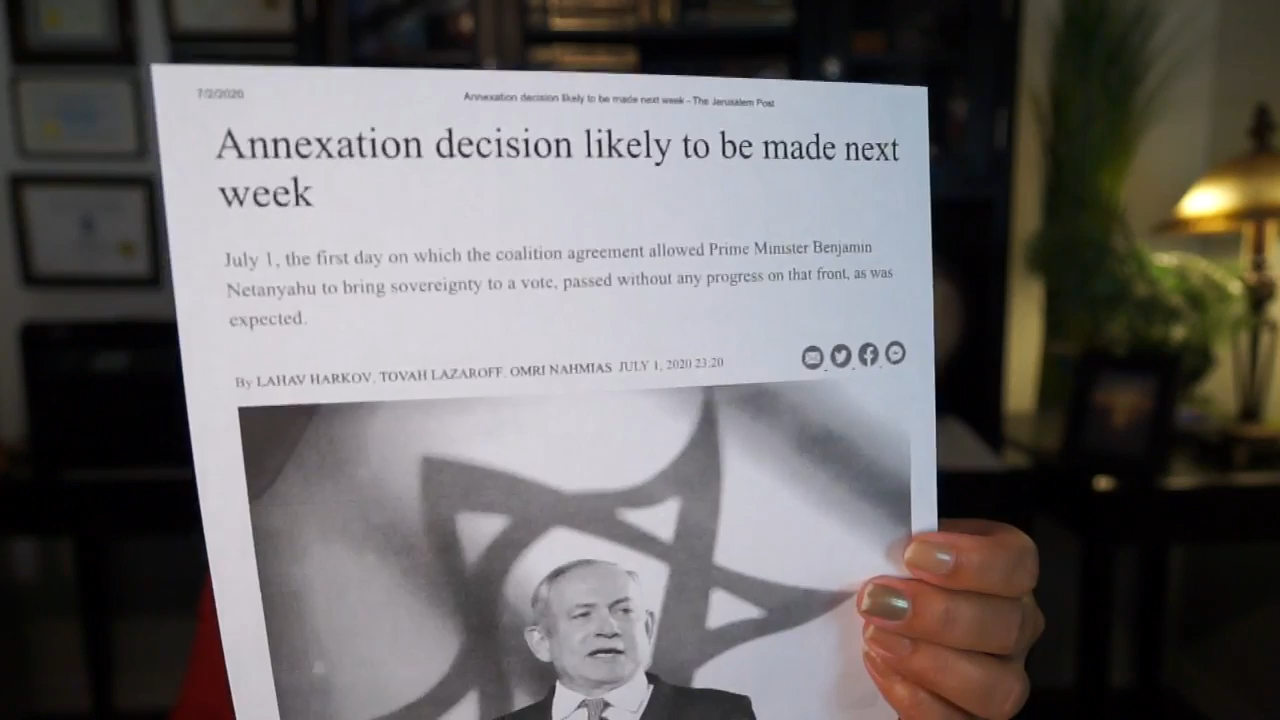 7/2/2020
Annexation decision likely to be made next week - The Jerusalem Post
Annexation decision likely to be made next
week
July 1, the first day on which the coalition agreement allowed Prime Minister Benjamin
Netanyahu to bring sovereignty to a vote, passed without any progress on that front, as was
expected.
By LAHAV HARKOV, TOVAH LAZAROFF, OMRI NAHMIAS JULY 1, 2020 23:20